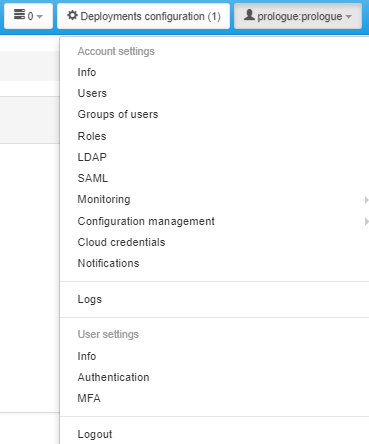 0 Deployments configuration (1) prologue:prologue
Account settings
Info
Users
Groups of users
Roles
LDAP
SAML
Monitoring
Configuration management
Cloud credentials
Notifications
Logs
User settings
Info
Authentication
MFA
Logout